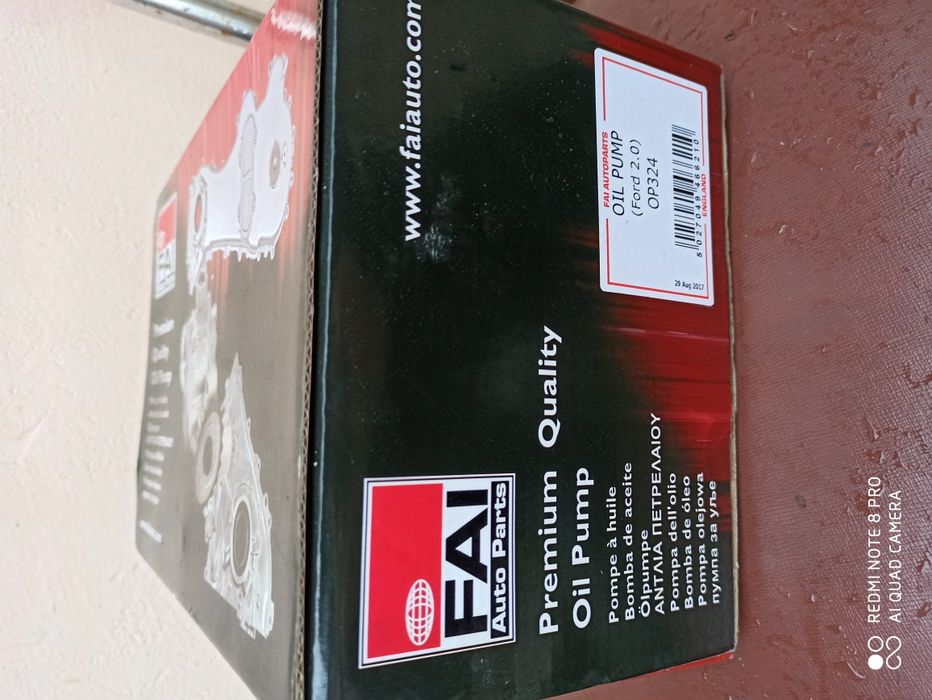 www.faiauto.com
FAI
Auto Parts
Premium Quality
Oil Pump
Pompe à huile
Bomba de aceite
Ölpumpe
ΑΝΤΛΙΑ ΠΕΤΡΕΛΑΙΟΥ
Pompa dell'olio
Bomba de óleo
Pompa olejowa
пумпа за уље
FAI AUTOPARTS
OIL PUMP
(Ford 2.0)
OP324
5 027049 466210
ENGLAND
29 Aug 2017
FAI
REDMI NOTE 8 PRO
AI QUAD CAMERA